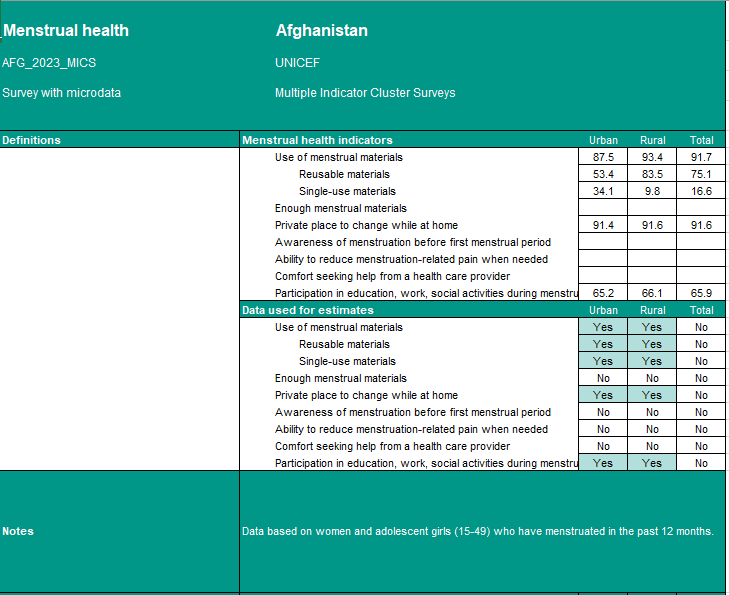 Menstrual health Afghanistan
AFG_2023_MICS UNICEF
Survey with microdata Multiple Indicator Cluster Surveys
Definitions Menstrual health indicators Urban Rural Total
Use of menstrual materials 87.5 93.4 91.7
Reusable materials 53.4 83.5 75.1
Single-use materials 34.1 9.8 16.6
Enough menstrual materials
Private place to change while at home 91.4 91.6 91.6
Awareness of menstruation before first menstrual period
Ability to reduce menstruation-related pain when needed
Comfort seeking help from a health care provider
Participation in education, work, social activities during menstru 65.2 66.1 65.9
Data used for estimates Urban Rural Total
Use of menstrual materials Yes Yes No
Reusable materials Yes Yes No
Single-use materials Yes Yes No
Enough menstrual materials No No No
Private place to change while at home Yes Yes No
Awareness of menstruation before first menstrual period No No No
Ability to reduce menstruation-related pain when needed No No No
Comfort seeking help from a health care provider No No No
Participation in education, work, social activities during menstru Yes Yes No
Notes Data based on women and adolescent girls (15-49) who have menstruated in the past 12 months.